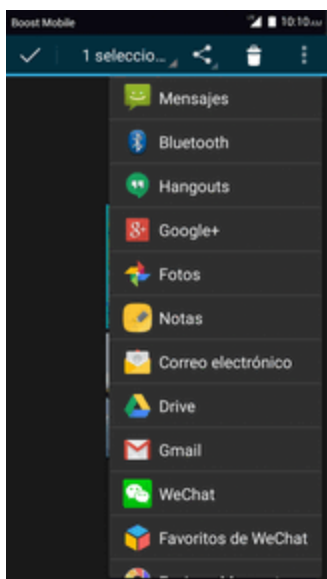 Boost Mobile 10:10 AM
1 seleccio...
Mensajes
Bluetooth
Hangouts
Google+
Fotos
Notas
Correo electrónico
Drive
Gmail
WeChat
Favoritos de WeChat